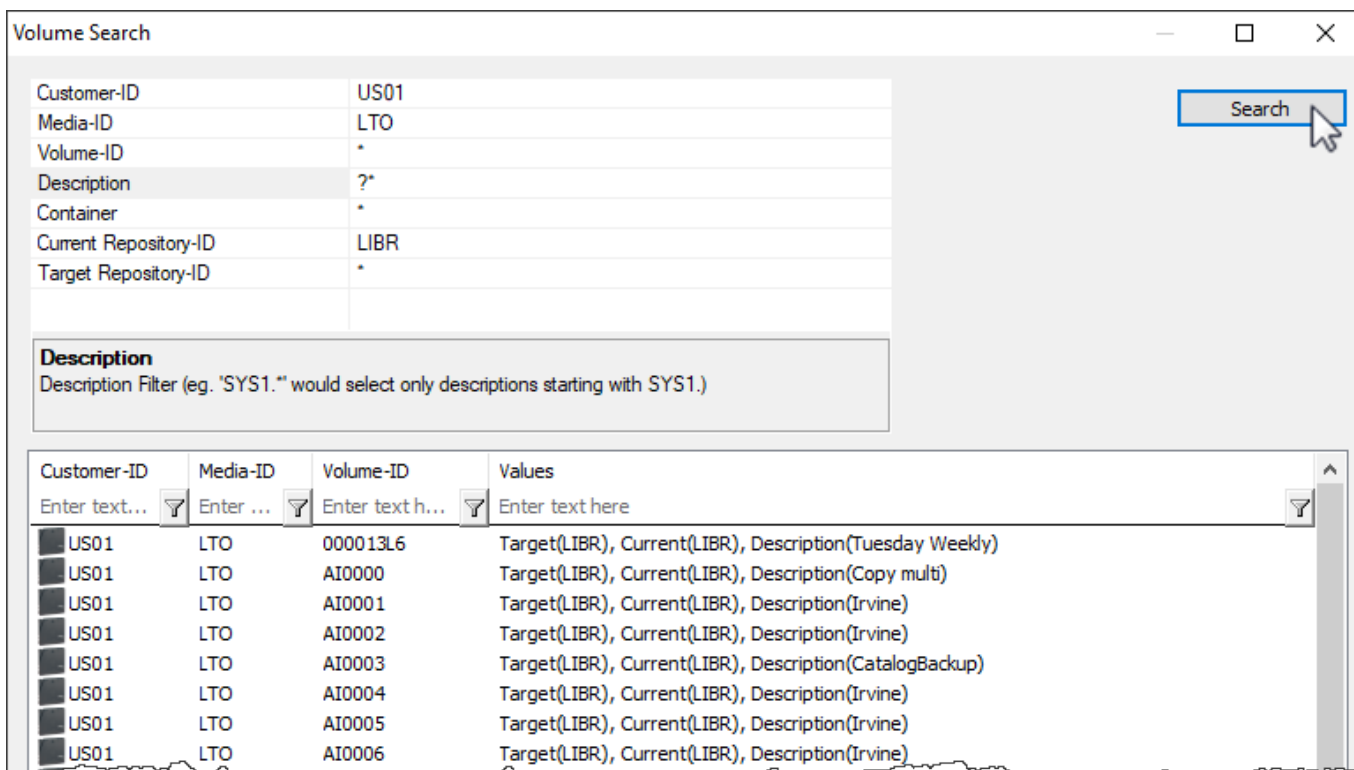 Volume Search
Customer-ID US01
Search
Media-ID LTO
Volume-ID *
Description ?*
Container *
Current Repository-ID LIBR
Target Repository-ID *
Description
Description Filter (eg. 'SYS1.*' would select only descriptions starting with SYS1.)
Customer-ID Media-ID Volume-ID Values
Enter text... Enter ... Enter text h... Enter text here
US01 LTO 000013L6 Target(LIBR), Current(LIBR), Description(Tuesday Weekly)
US01 LTO AI0000 Target(LIBR), Current(LIBR), Description(Copy multi)
US01 LTO AI0001 Target(LIBR), Current(LIBR), Description(Irvine)
US01 LTO AI0002 Target(LIBR), Current(LIBR), Description(Irvine)
US01 LTO AI0003 Target(LIBR), Current(LIBR), Description(CatalogBackup)
US01 LTO AI0004 Target(LIBR), Current(LIBR), Description(Irvine)
US01 LTO AI0005 Target(LIBR), Current(LIBR), Description(Irvine)
US01 LTO AI0006 Target(LIBR), Current(LIBR), Description(Irvine)